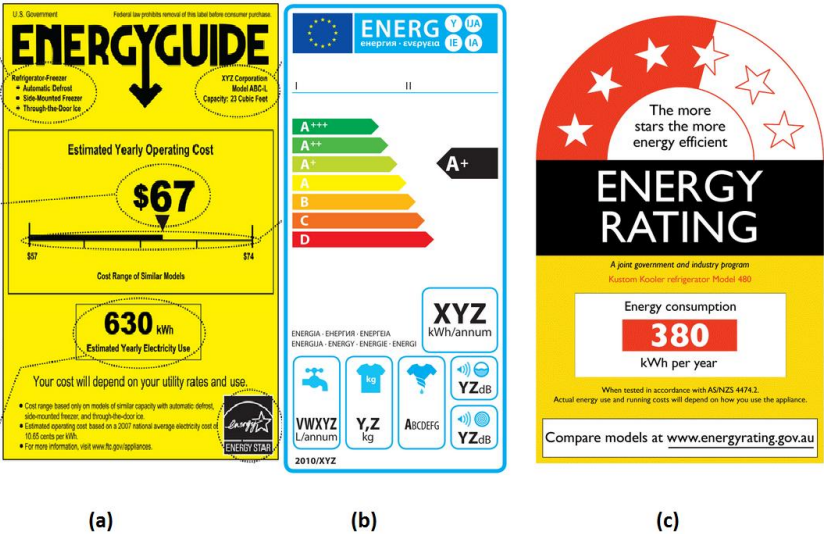 U.S. Government
Federal law prohibits removal of this label before consumer purchase.
ENERGYGUIDE
Refrigerator-Freezer
• Automatic Defrost
• Side-Mounted Freezer
• Through-the-Door Ice
XYZ Corporation
Model ABC-L
Capacity: 23 Cubic Feet
Estimated Yearly Operating Cost
$67
$57
$74
Cost Range of Similar Models
630 kWh
Estimated Yearly Electricity Use
Your cost will depend on your utility rates and use.
• Cost range based only on models of similar capacity with automatic defrost,
side-mounted freezer, and through-the-door ice.
• Estimated operating cost based on a 2007 national average electricity cost of
10.65 cents per kWh.
• For more information, visit www.ftc.gov/appliances.
energy
ENERGY STAR
(a)
ENERG
енергия · ενεργεια
Y
UA
IE
IA
I
II
A+++
A++
A+
A
B
C
D
A+
XYZ
kWh/annum
ENERGIA · ЕНЕРГИЯ · ΕΝΕΡΓΕΙΑ
ENERGIJA · ENERGY · ENERGIE · ENERGI
VWXYZ
L/annum
kg
Y,Z
kg
ABCDEFG
YZdB
YZdB
2010/XYZ
(b)
The more
stars the more
energy efficient
ENERGY
RATING
A joint government and industry program
Kustom Kooler refrigerator Model 480
Energy consumption
380
kWh per year
When tested in accordance with AS/NZS 4474.2.
Actual energy use and running costs will depend on how you use the appliance.
Compare models at www.energyrating.gov.au
(c)